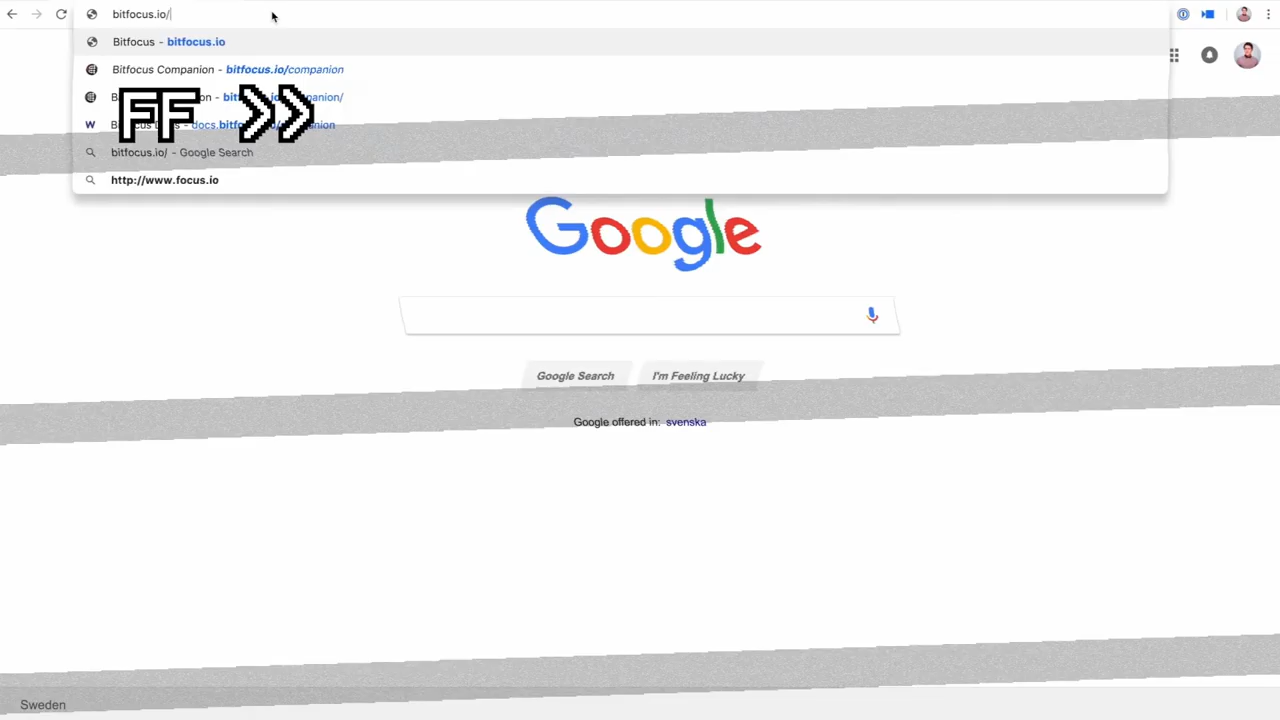 bitfocus.io/
Bitfocus - bitfocus.io
Bitfocus Companion - bitfocus.io/companion
FF
bitfocus.io/ - Google Search
http://www.focus.io
Google
Google Search I'm Feeling Lucky
Google offered in: svenska
Sweden